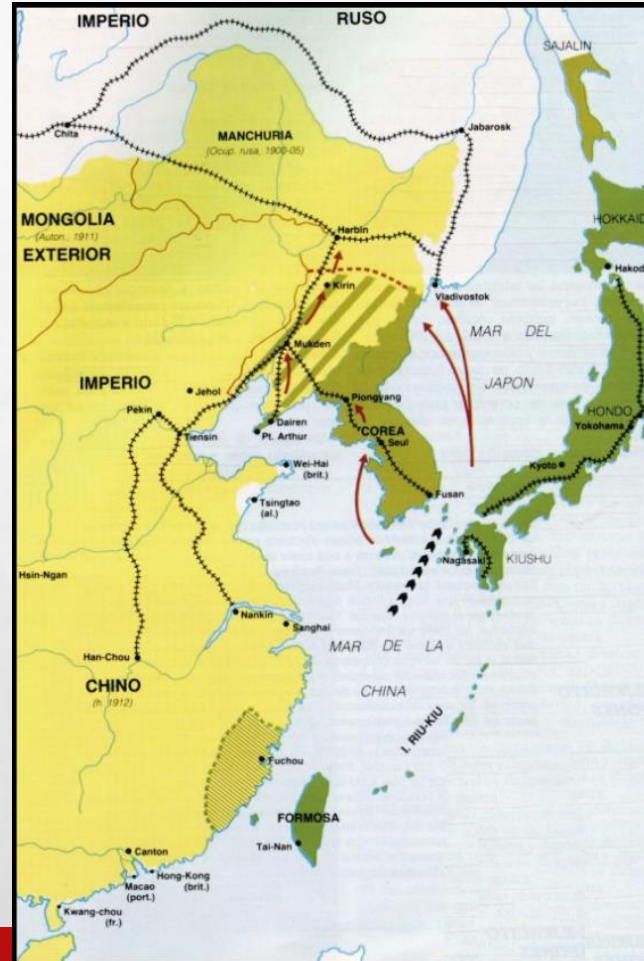 IMPERIO
RUSO
SAJALIN
Chita
Jabarosk
MANCHURIA
(Ocup. rusa, 1900-05)
MONGOLIA
(Auton., 1911)
EXTERIOR
HOKKAID
Harbin
Hakod
Kirin
Vladivostok
MAR DEL
Mukden
JAPON
IMPERIO
Jehol
Piongyang
HONDO
Pekin
Dairen
COREA
Yokohama
Tiensin
Pt. Arthur
Seul
Wei-Hai
(brit.)
Kyoto
Fusan
Tsingtao
(al.)
Nagasaki
KIUSHU
Hsin-Ngan
Nankin
Sanghai
Han-Chou
MAR DE LA
CHINA
CHINO
(h. 1912)
I. RIU-KIU
Fuchou
FORMOSA
Tai-Nan
Canton
Hong-Kong
(brit.)
Macao
(port.)
Kwang-chou
(fr.)